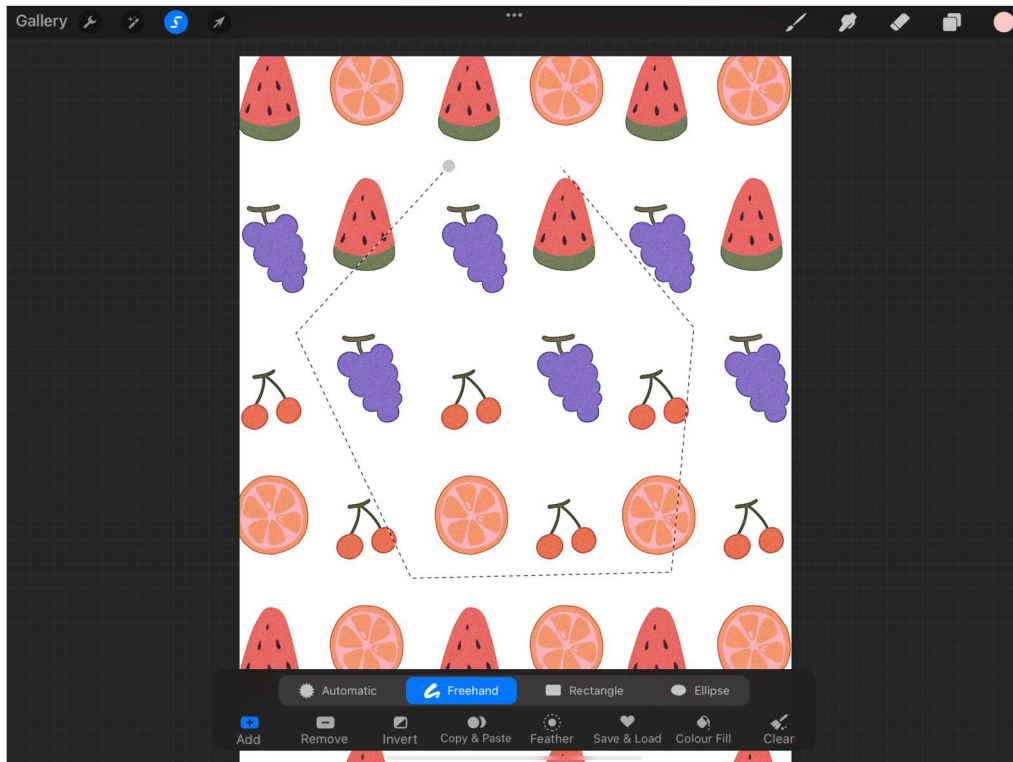 Gallery
Automatic Freehand Rectangle Ellipse
Add Remove Invert Copy & Paste Feather Save & Load Colour Fill Clear